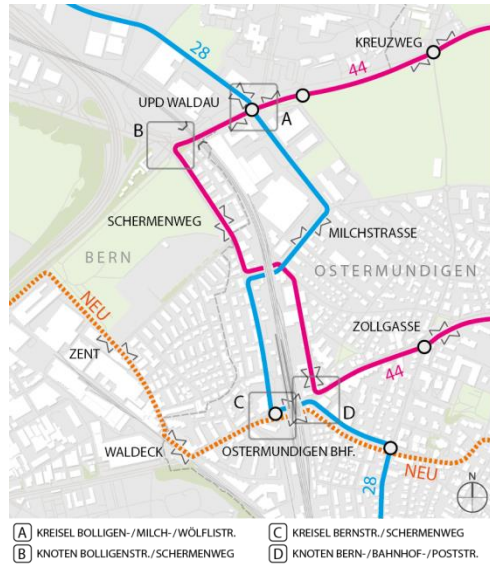 KREUZWEG
28
44
UPD WALDAU
A
B
SCHERMENWEG
MILCHSTRASSE
BERN
OSTERMUNDIGEN
NEU
ZOLLGASSE
ZENT
44
C
D
WALDECK
OSTERMUNDIGEN BHF.
NEU
28
N
A KREISEL BOLLIGEN-/MILCH-/WÖLFLISTR.
B KNOTEN BOLLIGENSTR./SCHERMENWEG
C KREISEL BERNSTR./SCHERMENWEG
D KNOTEN BERN-/BAHNHOF-/POSTSTR.